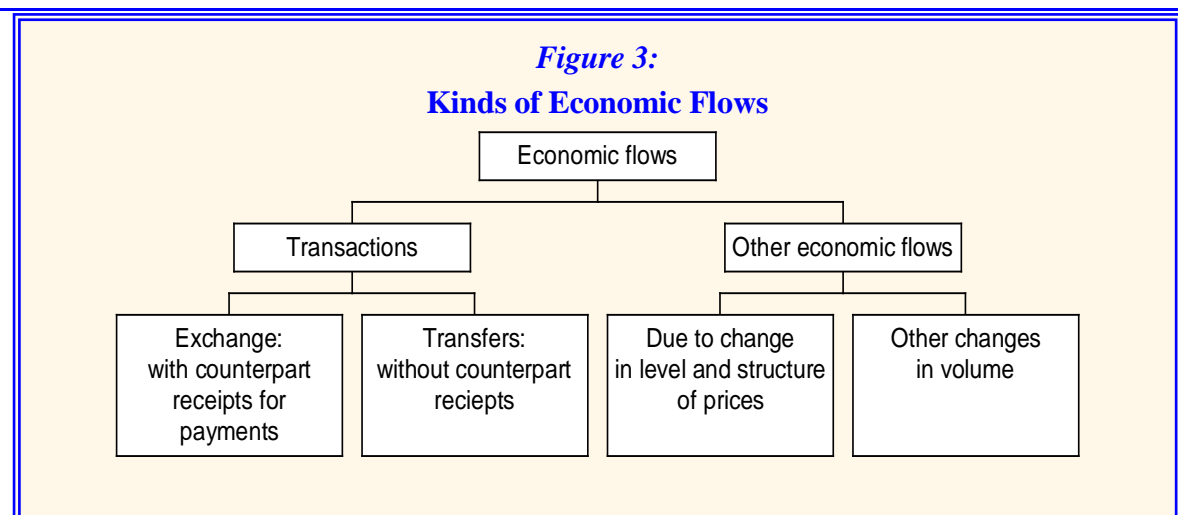 Figure 3:
Kinds of Economic Flows
Economic flows
Transactions
Other economic flows
Exchange:
with counterpart
receipts for
payments
Transfers:
without counterpart
reciepts
Due to change
in level and structure
of prices
Other changes
in volume